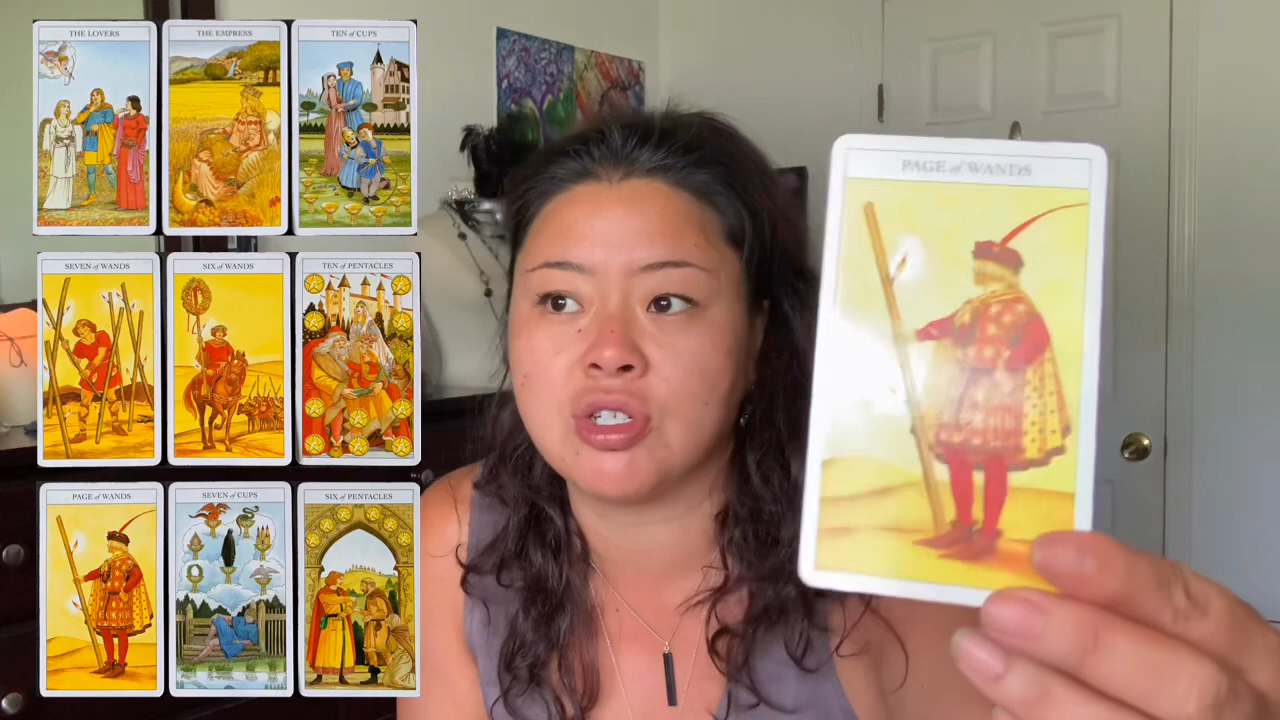 THE LOVERS
THE EMPRESS
TEN of CUPS
SEVEN of WANDS
SIX of WANDS
TEN of PENTACLES
PAGE of WANDS
SEVEN of CUPS
SIX of PENTACLES
PAGE of WANDS